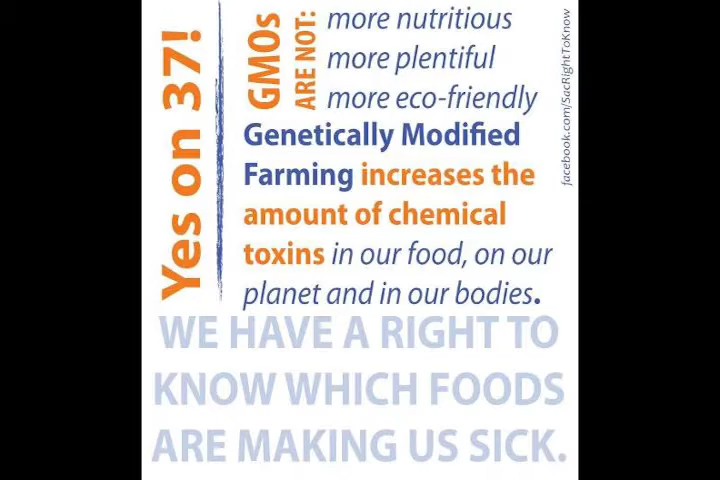 Yes on 37!
GMOs
ARE NOT:
more nutritious
more plentiful
more eco-friendly
Genetically Modified
Farming increases the
amount of chemical
toxins in our food, on our
planet and in our bodies.
WE HAVE A RIGHT TO
KNOW WHICH FOODS
ARE MAKING US SICK.
facebook.com/SacRightToKnow